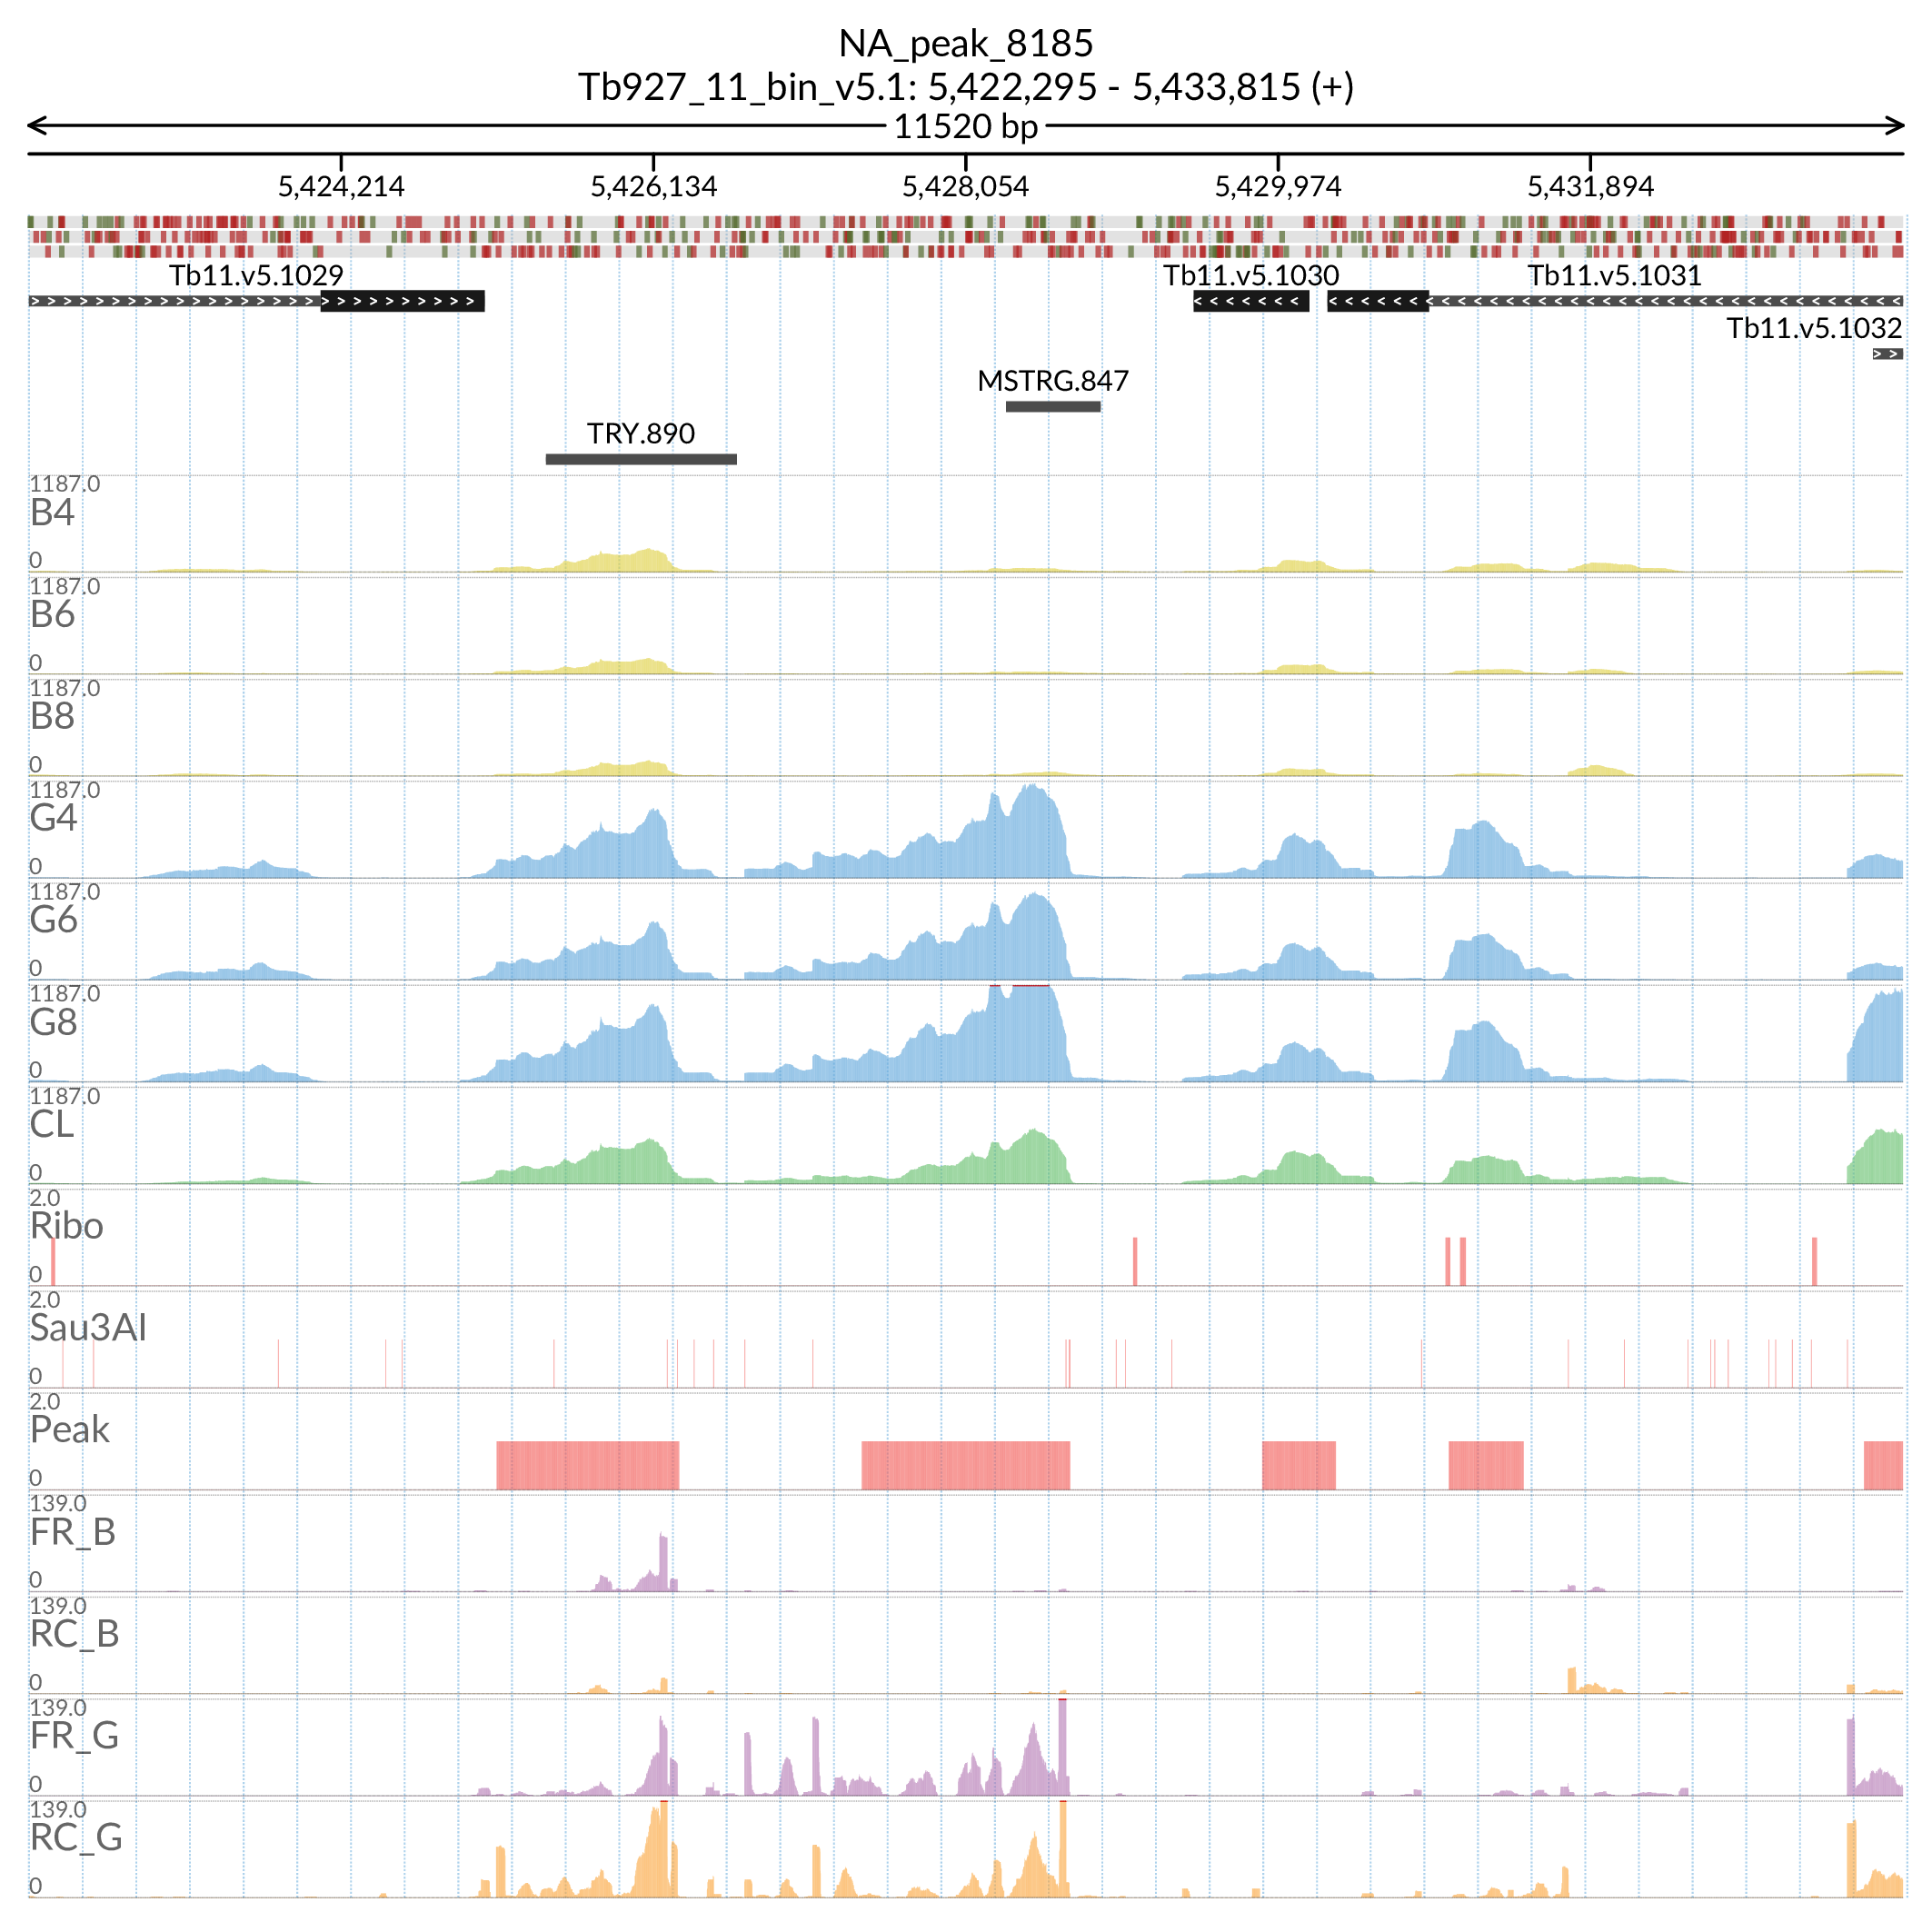 NA_peak_8185
Tb927_11_bin_v5.1: 5,422,295 - 5,433,815 (+)
11520 bp
5,424,214 5,426,134 5,428,054 5,429,974 5,431,894
Tb11.v5.1029 Tb11.v5.1030 Tb11.v5.1031
Tb11.v5.1032
MSTRG.847
TRY.890
1187.0
B4
0
1187.0
B6
0
1187.0
B8
0
1187.0
G4
0
1187.0
G6
0
1187.0
G8
0
1187.0
CL
0
2.0
Ribo
0
2.0
Sau3AI
0
2.0
Peak
0
139.0
FR_B
0
139.0
RC_B
0
139.0
FR_G
0
139.0
RC_G
0